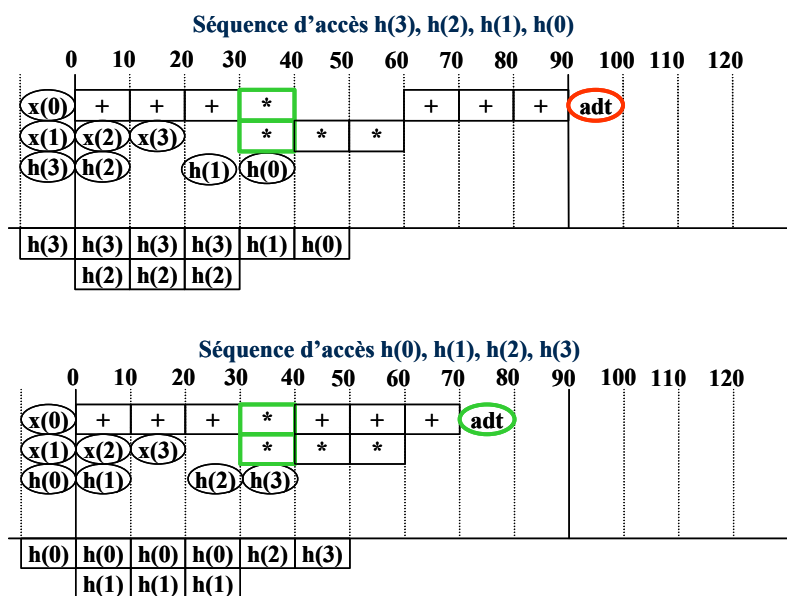 Séquence d’accès h(3), h(2), h(1), h(0)
0 10 20 30 40 50 60 70 80 90 100 110 120
x(0) + + + * + + + adt
x(1) x(2) x(3) * * *
h(3) h(2) h(1) h(0)
h(3) h(3) h(3) h(3) h(1) h(0)
h(2) h(2) h(2)
Séquence d’accès h(0), h(1), h(2), h(3)
0 10 20 30 40 50 60 70 80 90 100 110 120
x(0) + + + * + + + adt
x(1) x(2) x(3) * * *
h(0) h(1) h(2) h(3)
h(0) h(0) h(0) h(0) h(2) h(3)
h(1) h(1) h(1)